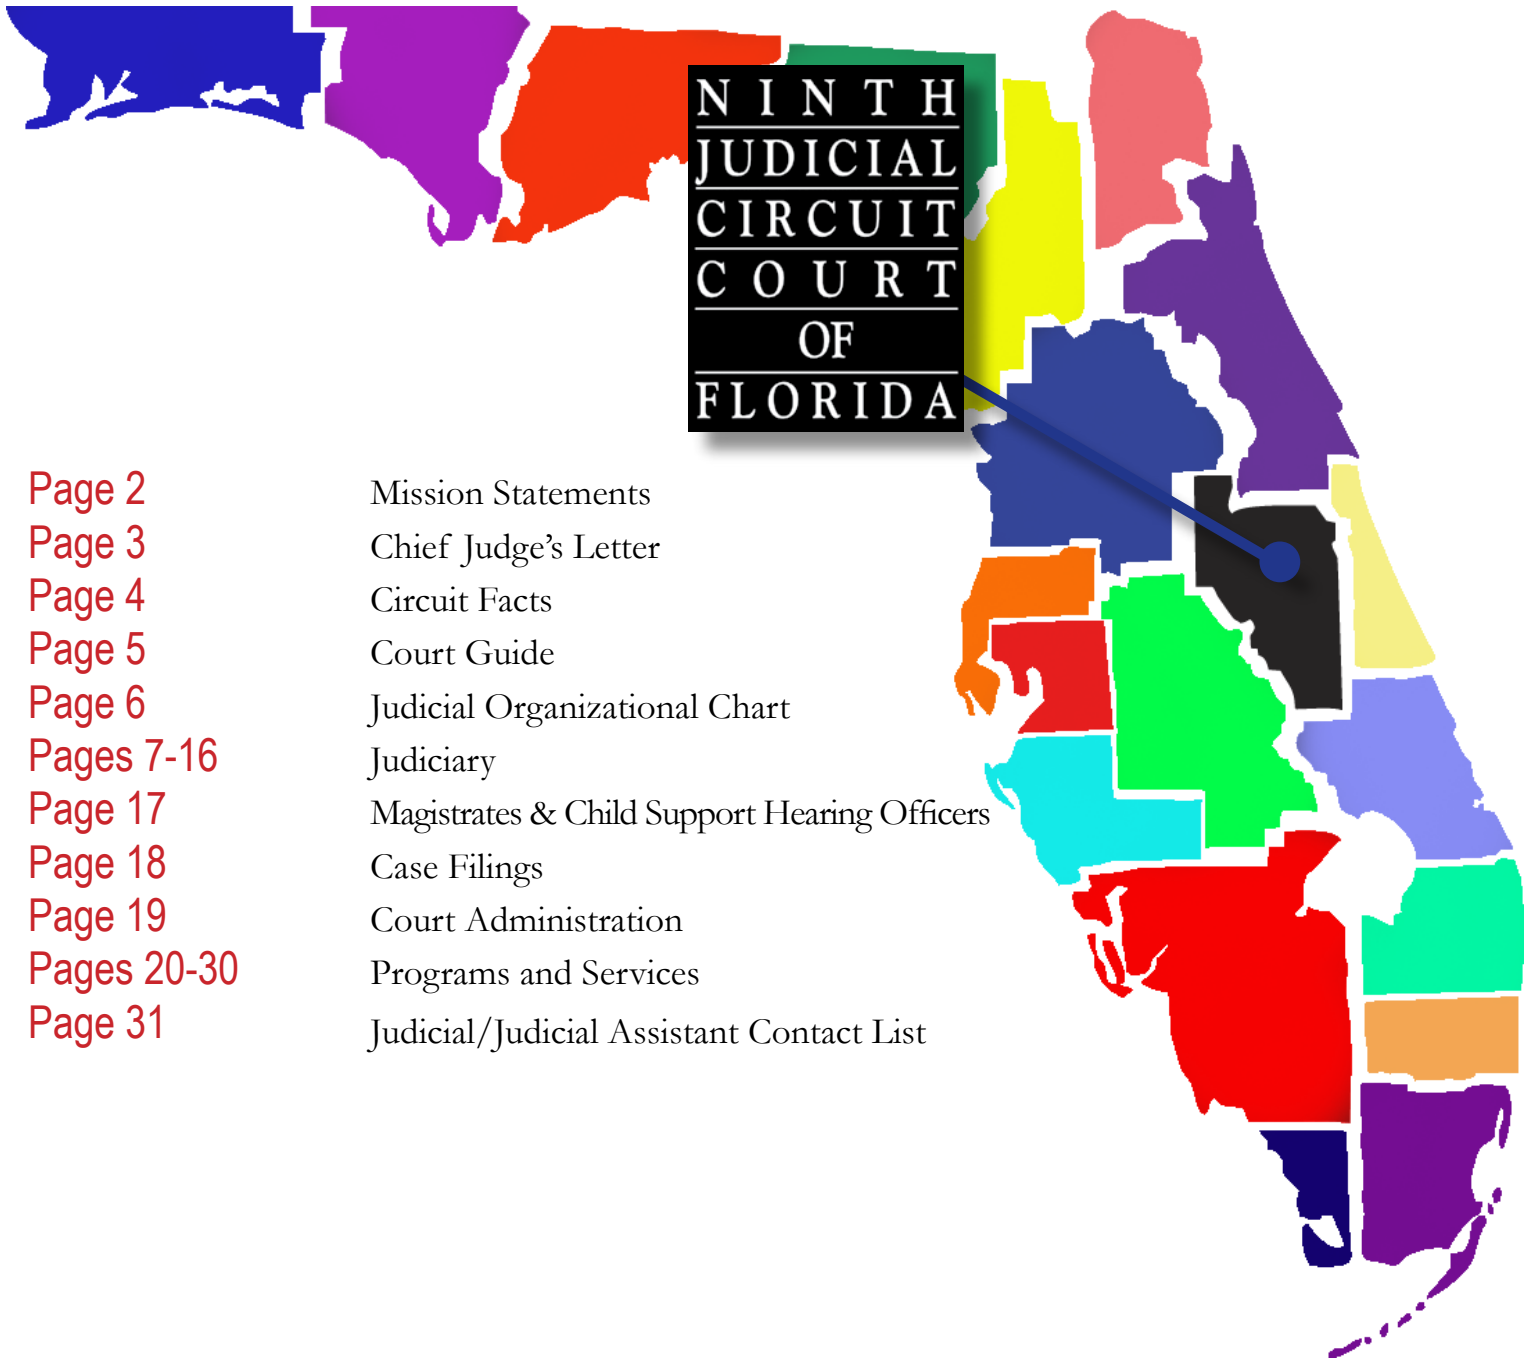 NINTH
JUDICIAL
CIRCUIT
COURT
OF
FLORIDA
Page 2 Mission Statements
Page 3 Chief Judge’s Letter
Page 4 Circuit Facts
Page 5 Court Guide
Page 6 Judicial Organizational Chart
Pages 7-16 Judiciary
Page 17 Magistrates & Child Support Hearing Officers
Page 18 Case Filings
Page 19 Court Administration
Pages 20-30 Programs and Services
Page 31 Judicial/Judicial Assistant Contact List